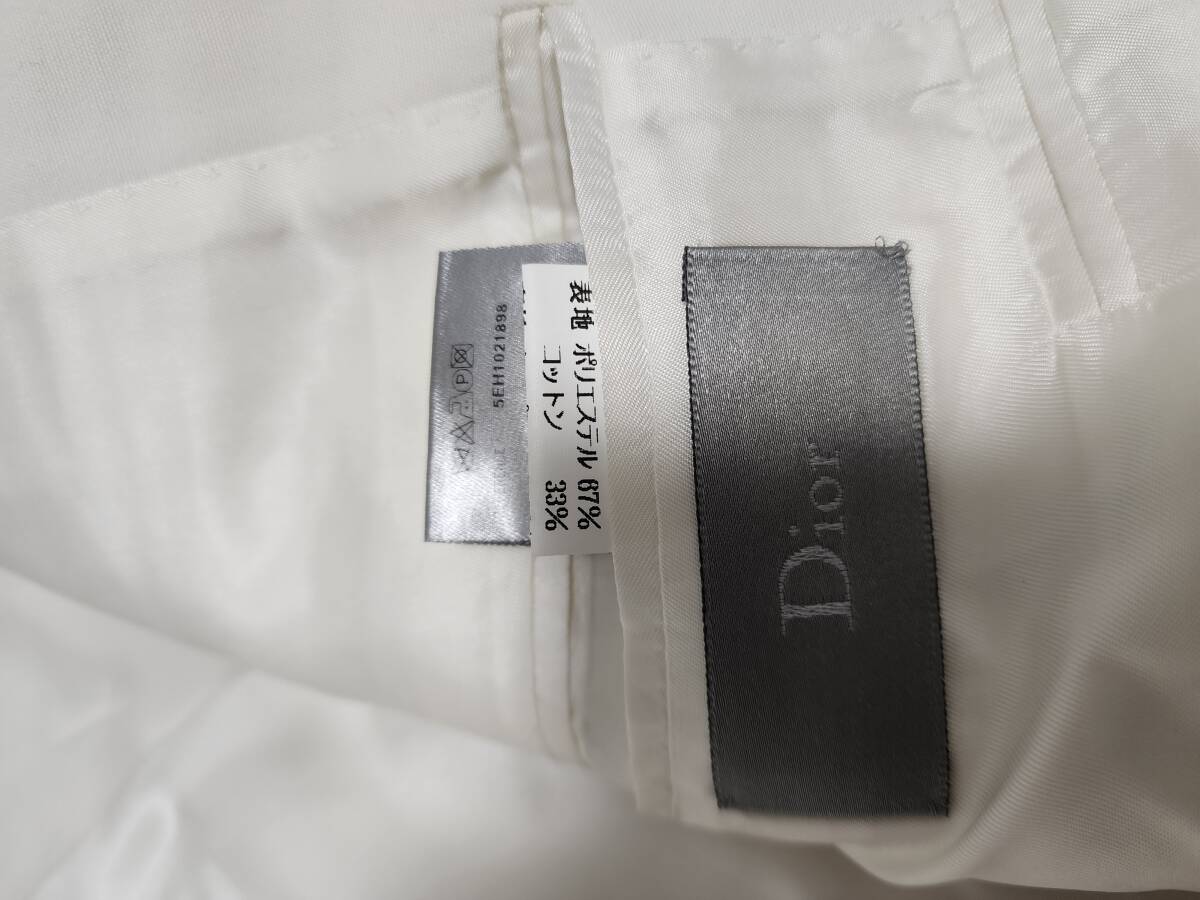 Dior
表地 ポリエステル 67%
コットン 33%
5EH1021898
P